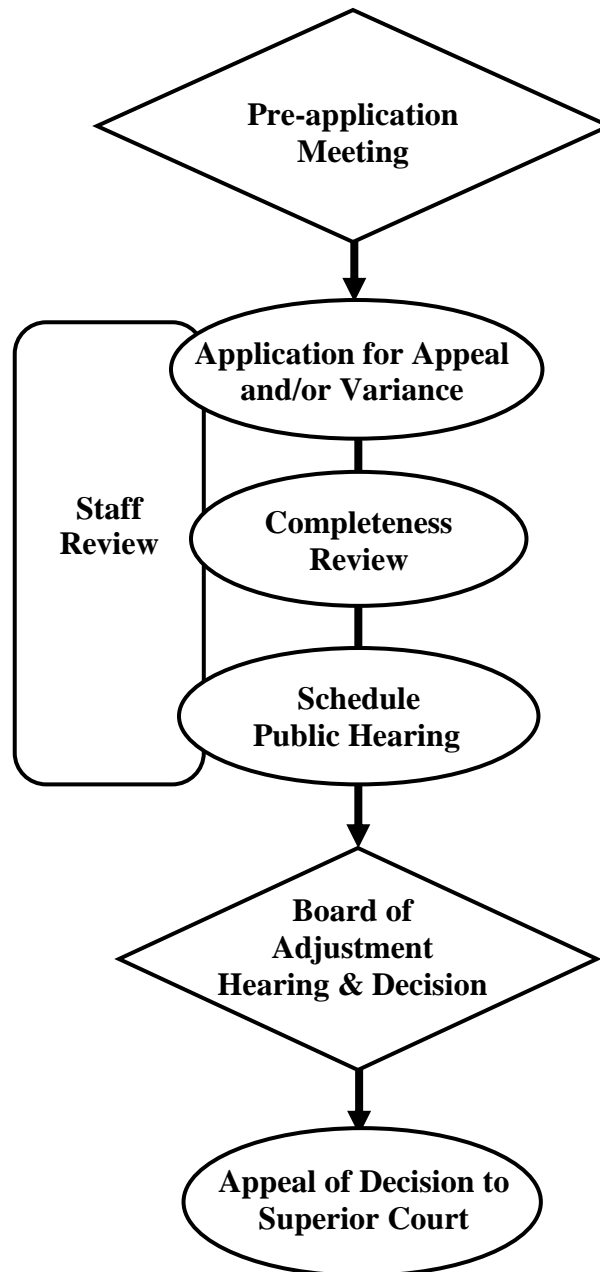 Pre-application
Meeting
Application for Appeal
and/or Variance
Staff
Review
Completeness
Review
Schedule
Public Hearing
Board of
Adjustment
Hearing & Decision
Appeal of Decision to
Superior Court